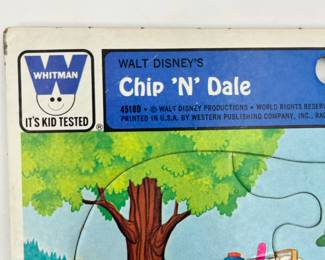 WHITMAN
IT'S KID TESTED ®
WALT DISNEY'S
Chip 'N' Dale
4510D • © WALT DISNEY PRODUCTIONS • WORLD RIGHTS RESER
PRINTED IN U.S.A. BY WESTERN PUBLISHING COMPANY, INC., RAC